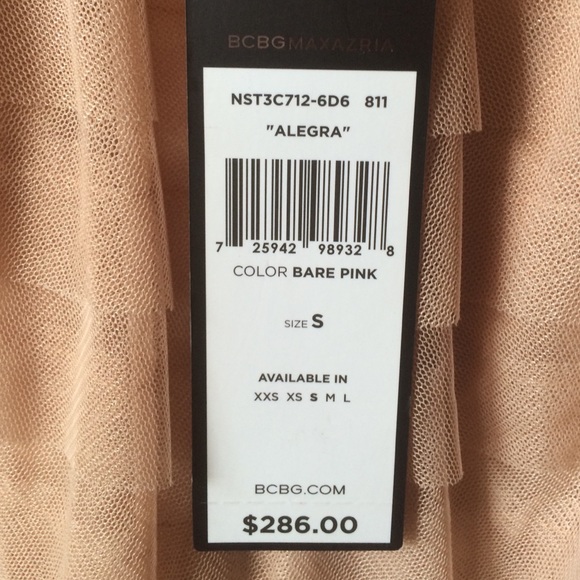 BCBGMAXAZRIA
NST3C712-6D6 811
"ALEGRA"
7 25942 98932 8
COLOR BARE PINK
SIZE S
AVAILABLE IN
XXS XS S M L
BCBG.COM
$286.00